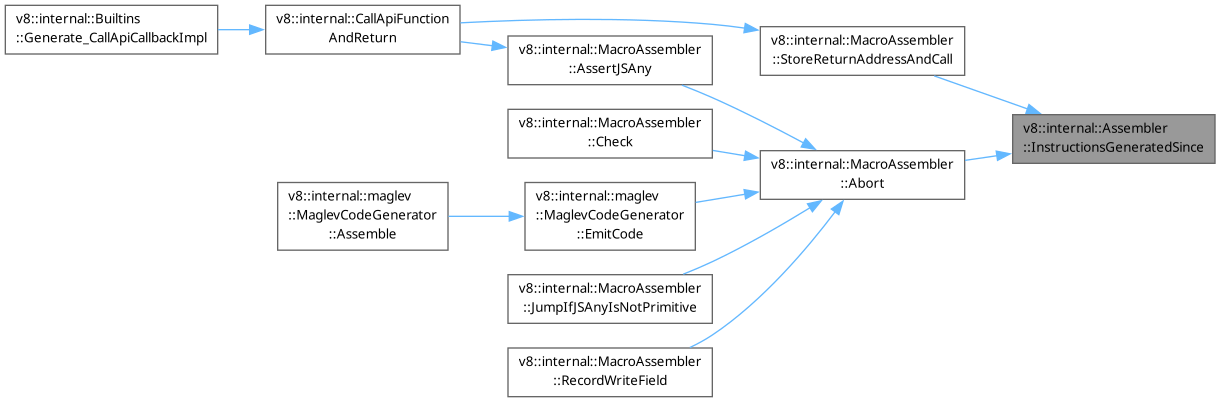 v8::internal::Builtins
::Generate_CallApiCallbackImpl
v8::internal::CallApiFunction
AndReturn
v8::internal::MacroAssembler
::AssertJSAny
v8::internal::MacroAssembler
::StoreReturnAddressAndCall
v8::internal::MacroAssembler
::Check
v8::internal::Assembler
::InstructionsGeneratedSince
v8::internal::MacroAssembler
::Abort
v8::internal::maglev
::MaglevCodeGenerator
::Assemble
v8::internal::maglev
::MaglevCodeGenerator
::EmitCode
v8::internal::MacroAssembler
::JumpIfJSAnyIsNotPrimitive
v8::internal::MacroAssembler
::RecordWriteField